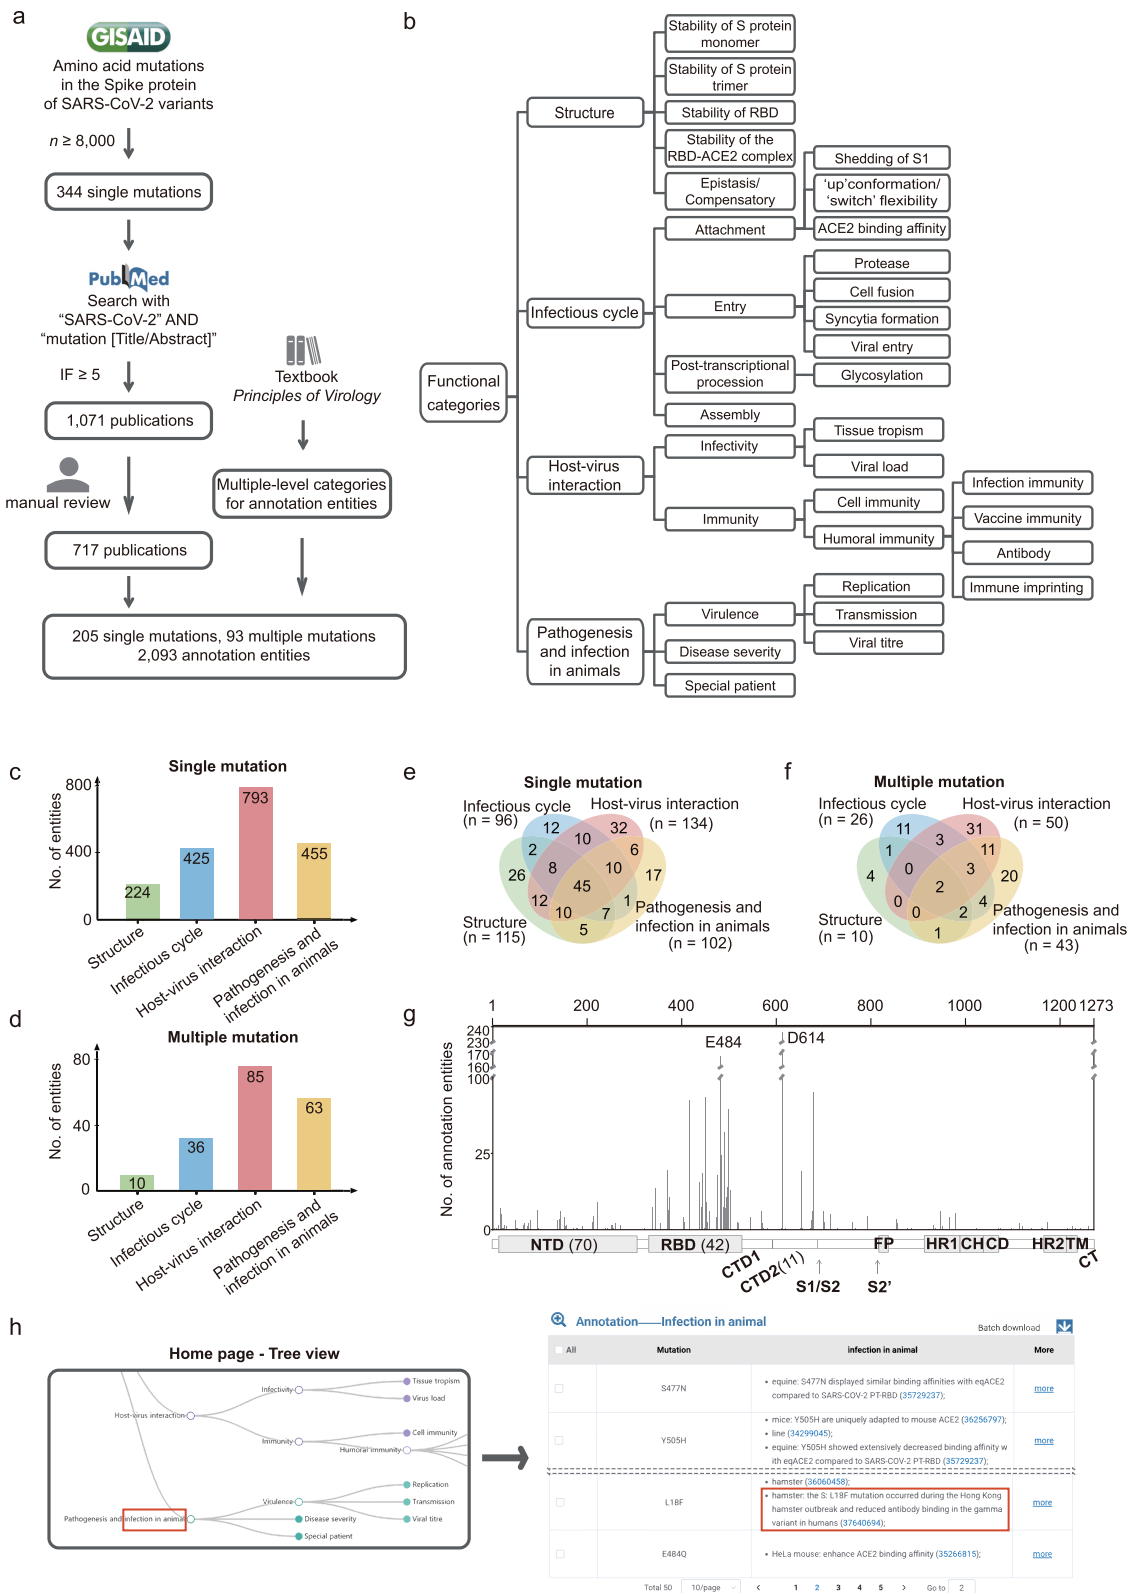 a
GISAID
Amino acid mutations
in the Spike protein
of SARS-CoV-2 variants
n ≥ 8,000
344 single mutations
PubMed
Search with
“SARS-CoV-2” AND
“mutation [Title/Abstract]”
IF ≥ 5
1,071 publications
manual review
717 publications
Textbook
Principles of Virology
Multiple-level categories
for annotation entities
205 single mutations, 93 multiple mutations
2,093 annotation entities
b
Functional
categories
Structure
Stability of S protein
monomer
Stability of S protein
trimer
Stability of RBD
Stability of the
RBD-ACE2 complex
Epistasis/
Compensatory
Infectious cycle
Attachment
Shedding of S1
‘up’conformation/
‘switch’ flexibility
ACE2 binding affinity
Entry
Protease
Cell fusion
Syncytia formation
Viral entry
Post-transcriptional
procession
Glycosylation
Assembly
Host-virus
interaction
Infectivity
Tissue tropism
Viral load
Immunity
Cell immunity
Humoral immunity
Infection immunity
Vaccine immunity
Antibody
Immune imprinting
Pathogenesis
and infection
in animals
Virulence
Replication
Transmission
Viral titre
Disease severity
Special patient
c
Single mutation
No. of entities
800
400
0
224
425
793
455
Structure
Infectious cycle
Host-virus interaction
Pathogenesis and
infection in animals
d
Multiple mutation
No. of entities
80
40
0
10
36
85
63
Structure
Infectious cycle
Host-virus interaction
Pathogenesis and
infection in animals
e
Single mutation
Infectious cycle
(n = 96)
Host-virus interaction
(n = 134)
12
32
2
10
6
26
8
10
17
45
12
10
7
1
5
Structure
(n = 115)
Pathogenesis and
infection in animals
(n = 102)
f
Multiple mutation
Infectious cycle
(n = 26)
Host-virus interaction
(n = 50)
11
31
1
3
11
4
0
3
20
2
0
0
2
4
1
Structure
(n = 10)
Pathogenesis and
infection in animals
(n = 43)
g
1
200
400
600
800
1000
1200
1273
No. of annotation entities
240
230
170
160
100
25
0
E484
D614
NTD (70)
RBD (42)
CTD1
CTD2(11)
S1/S2
FP
S2’
HR1
CH
CD
HR2
TM
CT
h
Home page - Tree view
Host-virus interaction
Infectivity
Tissue tropism
Virus load
Immunity
Cell immunity
Humoral immunity
Pathogenesis and infection in animal
Virulence
Replication
Transmission
Viral titre
Disease severity
Special patient
Annotation——Infection in animal
Batch download
All
Mutation
infection in animal
More
S477N
• equine: S477N displayed similar binding affinities with eqACE2
compared to SARS-COV-2 PT-RBD (35729237);
more
Y505H
• mice: Y505H are uniquely adapted to mouse ACE2 (36256797);
• line (34299045);
• equine: Y505H showed extensively decreased binding affinity w
ith eqACE2 compared to SARS-COV-2 PT-RBD (35729237);
more
L18F
• hamster (36060458);
• hamster: the S: L18F mutation occurred during the Hong Kong
hamster outbreak and reduced antibody binding in the gamma
variant in humans (37640694);
more
E484Q
• HeLa mouse: enhance ACE2 binding affinity (35266815);
more
Total 50
10/page
<
1
2
3
4
5
>
Go to
2